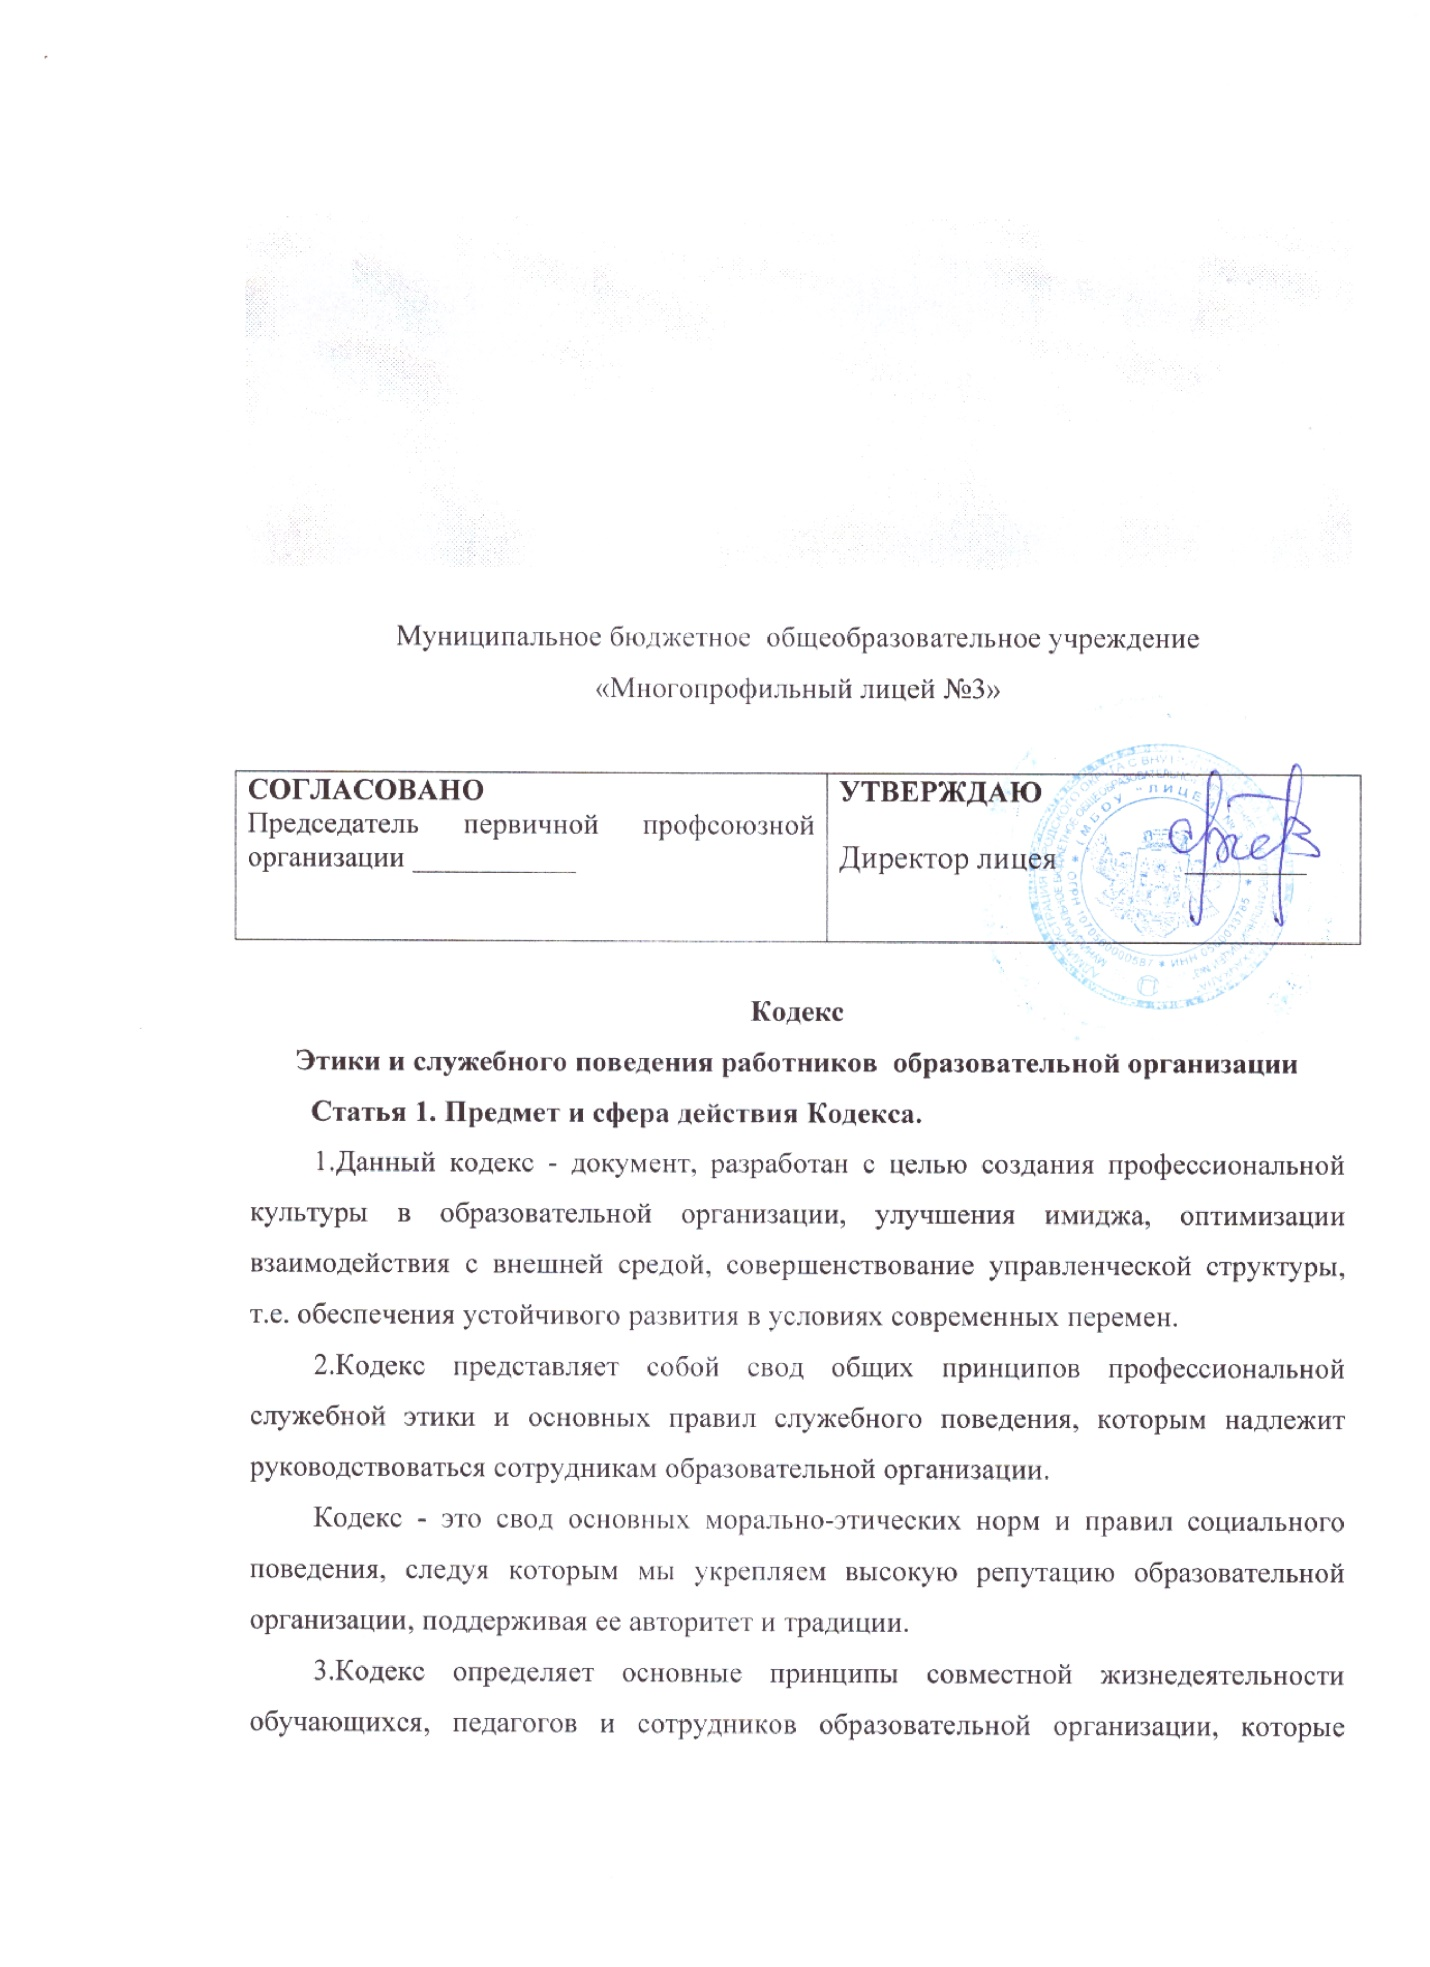 Муниципальное бюджетное общеобразовательное учреждение
«Многопрофильный лицей №3»
СОГЛАСОВАНО
Председатель первичной профсоюзной
организации ___________
УТВЕРЖДАЮ
Директор лицея
Кодекс
Этики и служебного поведения работников образовательной организации
Статья 1. Предмет и сфера действия Кодекса.
1.Данный кодекс - документ, разработан с целью создания профессиональной
культуры в образовательной организации, улучшения имиджа, оптимизации
взаимодействия с внешней средой, совершенствование управленческой структуры,
т.е. обеспечения устойчивого развития в условиях современных перемен.
2.Кодекс представляет собой свод общих принципов профессиональной
служебной этики и основных правил служебного поведения, которым надлежит
руководствоваться сотрудникам образовательной организации.
Кодекс - это свод основных морально-этических норм и правил социального
поведения, следуя которым мы укрепляем высокую репутацию образовательной
организации, поддерживая ее авторитет и традиции.
3.Кодекс определяет основные принципы совместной жизнедеятельности
обучающихся, педагогов и сотрудников образовательной организации, которые